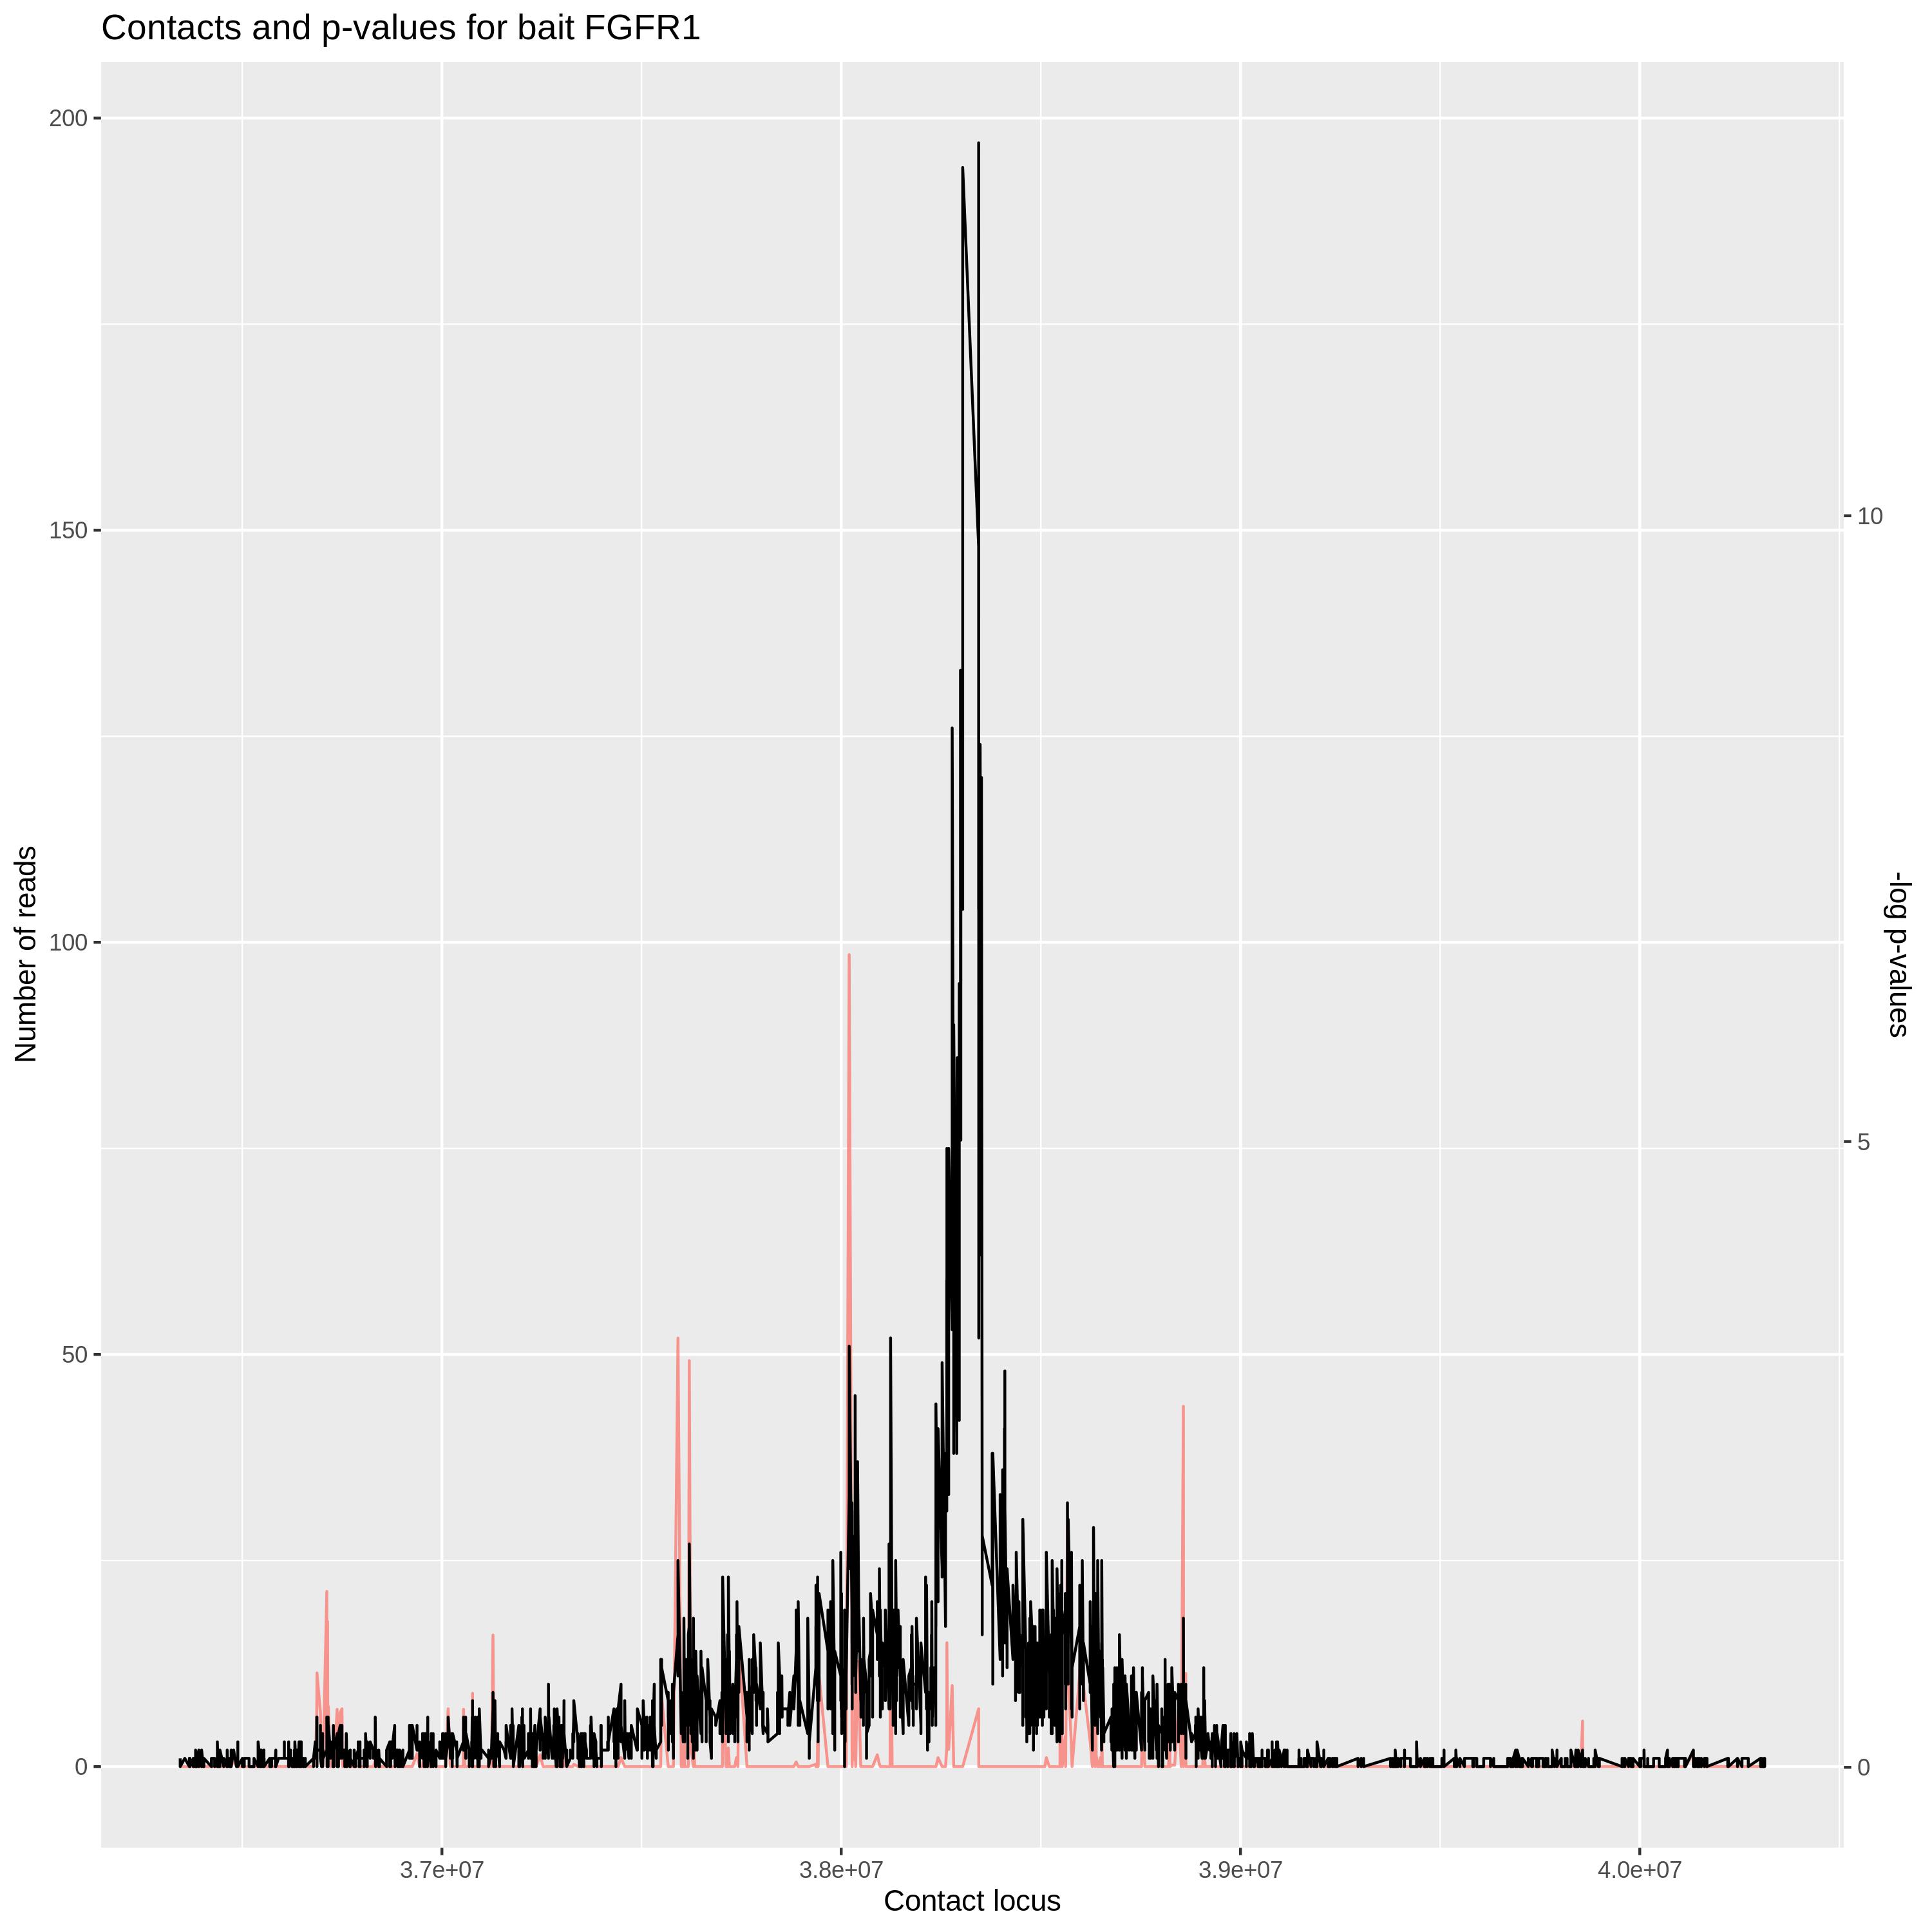 Contacts and p-values for bait FGFR1
200
150
100
50
0
Number of reads
10
5
0
-log p-values
3.7e+07
3.8e+07
3.9e+07
4.0e+07
Contact locus